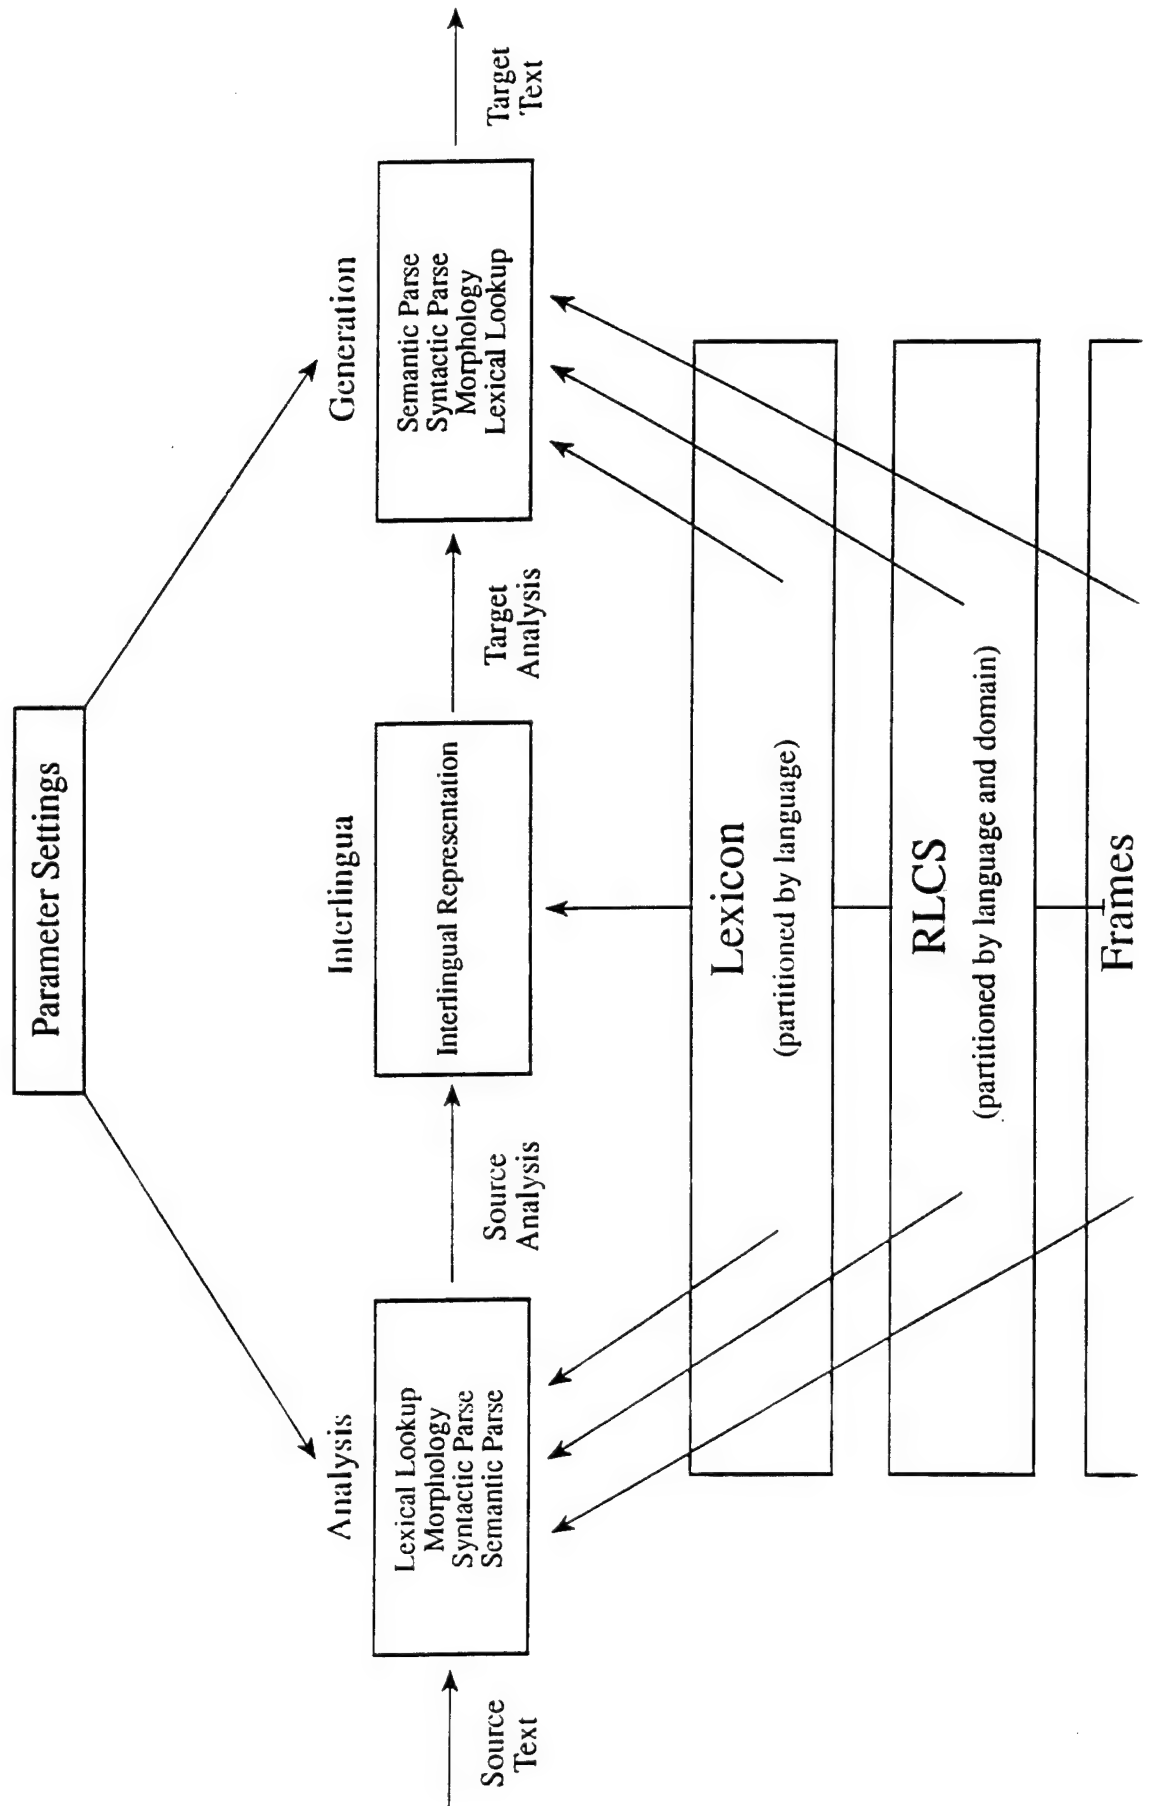 Parameter Settings
Analysis
Interlingua
Generation
Lexical Lookup
Morphology
Syntactic Parse
Semantic Parse
Interlingual Representation
Semantic Parse
Syntactic Parse
Morphology
Lexical Lookup
Source
Text
Source
Analysis
Target
Analysis
Target
Text
Lexicon
(partitioned by language)
RLCS
(partitioned by language and domain)
Frames